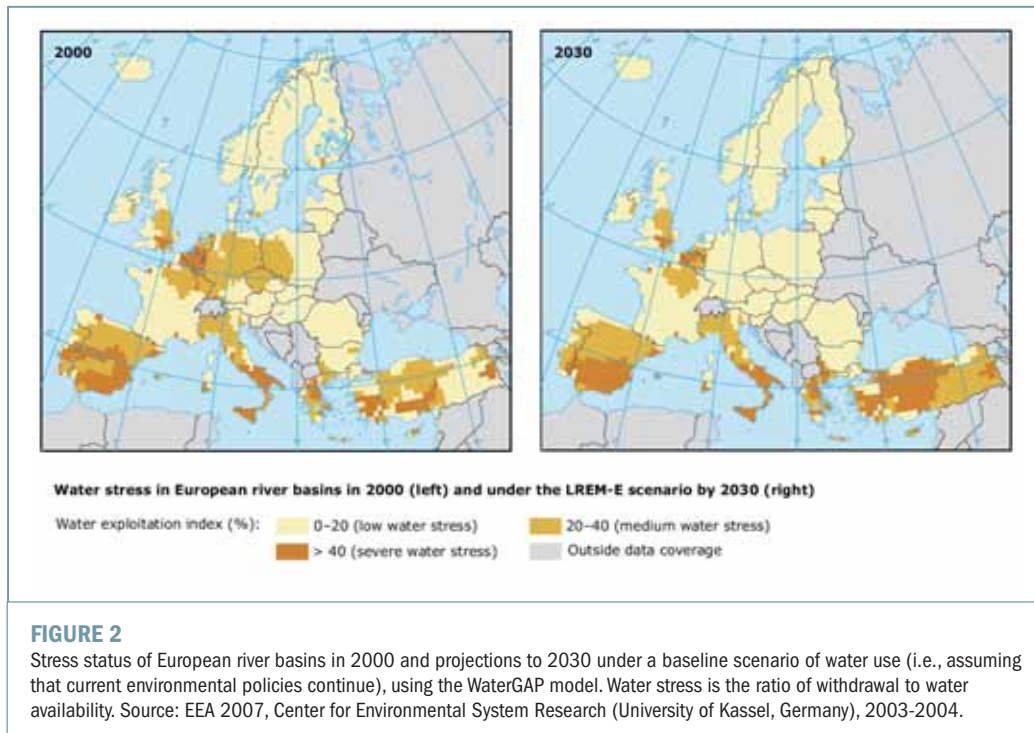 2000
2030
Water stress in European river basins in 2000 (left) and under the LREM-E scenario by 2030 (right)
Water exploitation index (%):
0–20 (low water stress)
20–40 (medium water stress)
> 40 (severe water stress)
Outside data coverage
FIGURE 2
Stress status of European river basins in 2000 and projections to 2030 under a baseline scenario of water use (i.e., assuming
that current environmental policies continue), using the WaterGAP model. Water stress is the ratio of withdrawal to water
availability. Source: EEA 2007, Center for Environmental System Research (University of Kassel, Germany), 2003-2004.